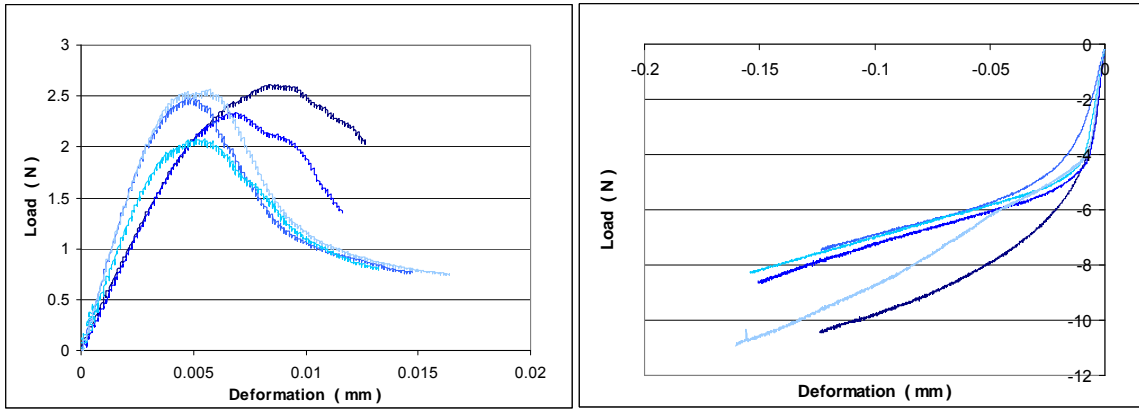 3
2.5
2
1.5
1
0.5
0
0 0.005 0.01 0.015 0.02
Load ( N )
Deformation ( mm )
-0.2 -0.15 -0.1 -0.05 0
0
-2
-4
-6
-8
-10
-12
Load ( N )
Deformation ( mm )